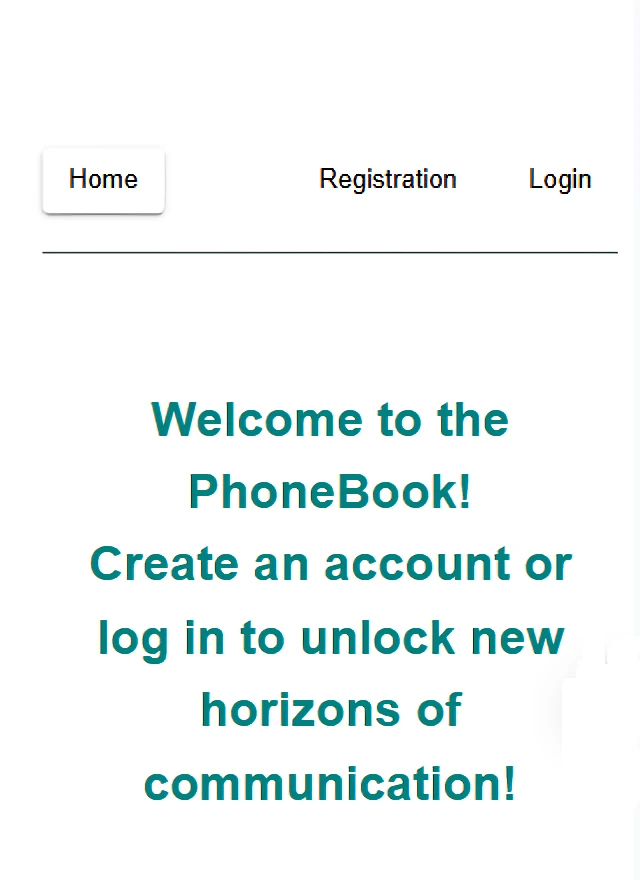 Home Registration Login
Welcome to the
PhoneBook!
Create an account or
log in to unlock new
horizons of
communication!